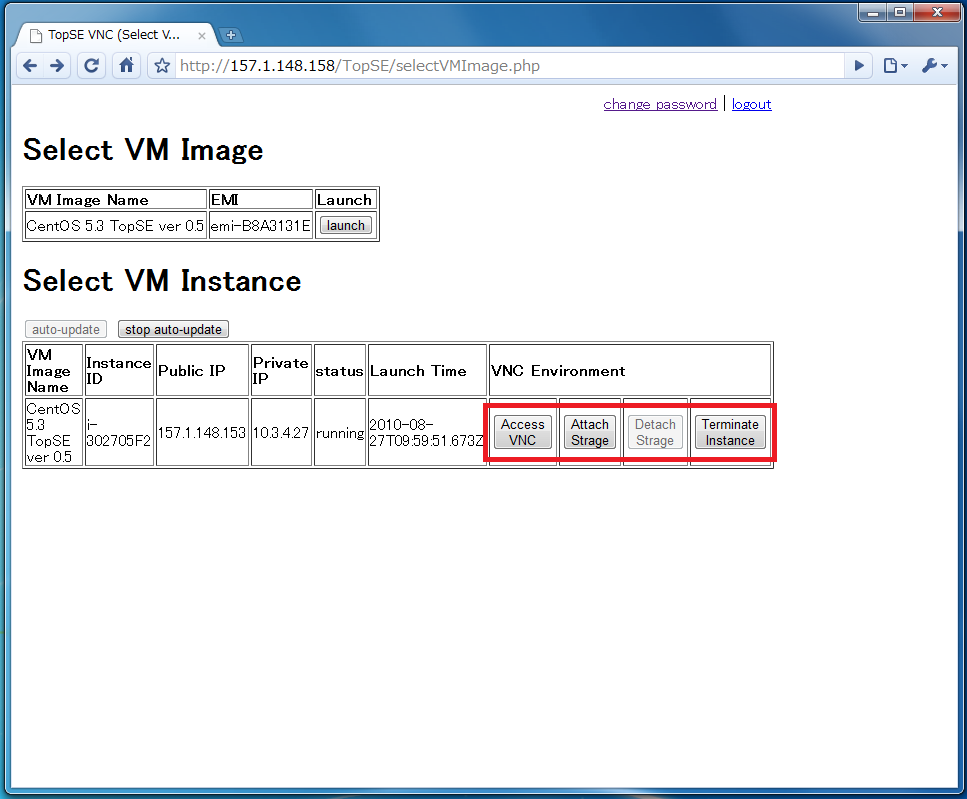 TopSE VNC (Select V...
http://157.1.148.158/TopSE/selectVMImage.php
change password | logout
Select VM Image
VM Image Name EMI Launch
CentOS 5.3 TopSE ver 0.5 emi-B8A3131E launch
Select VM Instance
auto-update stop auto-update
VM
Image
Name
Instance
ID
Public IP
Private
IP
status
Launch Time
VNC Environment
CentOS
5.3
TopSE
ver 0.5
i-
302705F2
157.1.148.153
10.3.4.27
running
2010-08-
27T09:59:51.673Z
Access
VNC
Attach
Strage
Detach
Strage
Terminate
Instance